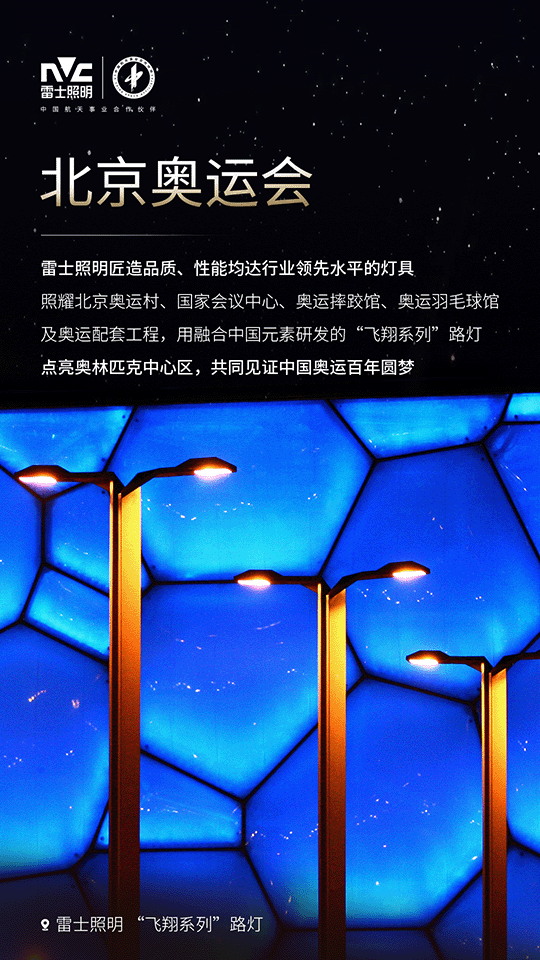 NVC
雷士照明
中国航天事业合作伙伴
北京奥运会
雷士照明匠造品质、性能均达行业领先水平的灯具
照耀北京奥运村、国家会议中心、奥运摔跤馆、奥运羽毛球馆
及奥运配套工程，用融合中国元素研发的“飞翔系列”路灯
点亮奥林匹克中心区，共同见证中国奥运百年圆梦
雷士照明 “飞翔系列”路灯